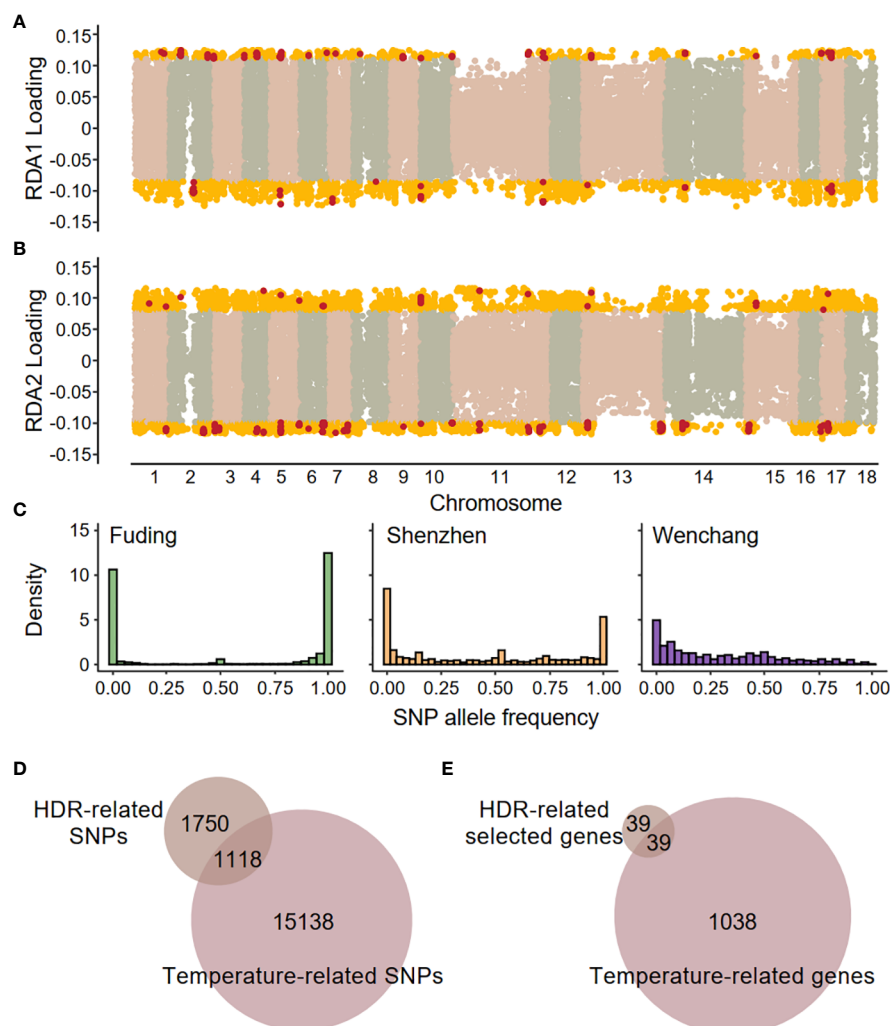 A
0.15
0.10
0.05
0
-0.05
-0.10
-0.15
RDA1 Loading
B
0.15
0.10
0.05
0
-0.05
-0.10
-0.15
RDA2 Loading
1 2 3 4 5 6 7 8 9 10 11 12 13 14 15 16 17 18
Chromosome
C
15
10
5
0
Density
Fuding
Shenzhen
Wenchang
0.00 0.25 0.50 0.75 1.00
0.00 0.25 0.50 0.75 1.00
0.00 0.25 0.50 0.75 1.00
SNP allele frequency
D
HDR-related
SNPs
1750
1118
15138
Temperature-related SNPs
E
HDR-related
selected genes
39
39
1038
Temperature-related genes